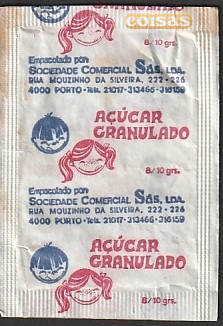 coisas
8/10 grs.
Empacotado por:
SOCIEDADE COMERCIAL SÁS, LDA.
RUA MOUZINHO DA SILVEIRA, 222-226
4000 PORTO · Tels. 21017-313466-316159
AÇÚCAR
GRANULADO
8/10 grs.
Empacotado por:
SOCIEDADE COMERCIAL SÁS, LDA.
RUA MOUZINHO DA SILVEIRA, 222-226
4000 PORTO · Tels. 21017-313466-316159
AÇÚCAR
GRANULADO
8/10 grs.